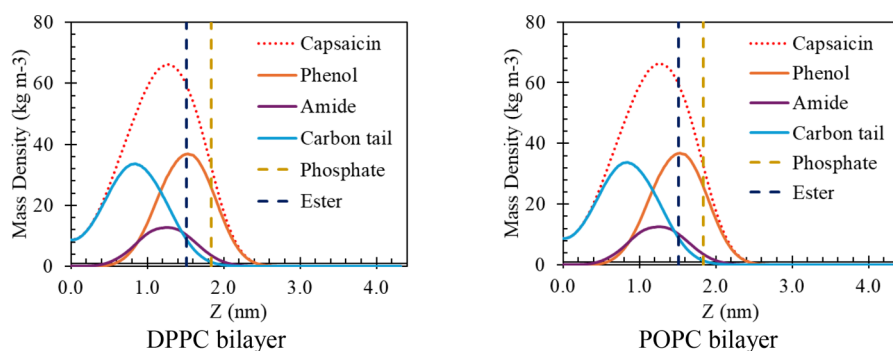 80
60
40
20
0
Mass Density (kg m-3)
Capsaicin
Phenol
Amide
Carbon tail
Phosphate
Ester
0.0 1.0 2.0 3.0 4.0
Z (nm)
DPPC bilayer
80
60
40
20
0
Mass Density (kg m-3)
Capsaicin
Phenol
Amide
Carbon tail
Phosphate
Ester
0.0 1.0 2.0 3.0 4.0
Z (nm)
POPC bilayer